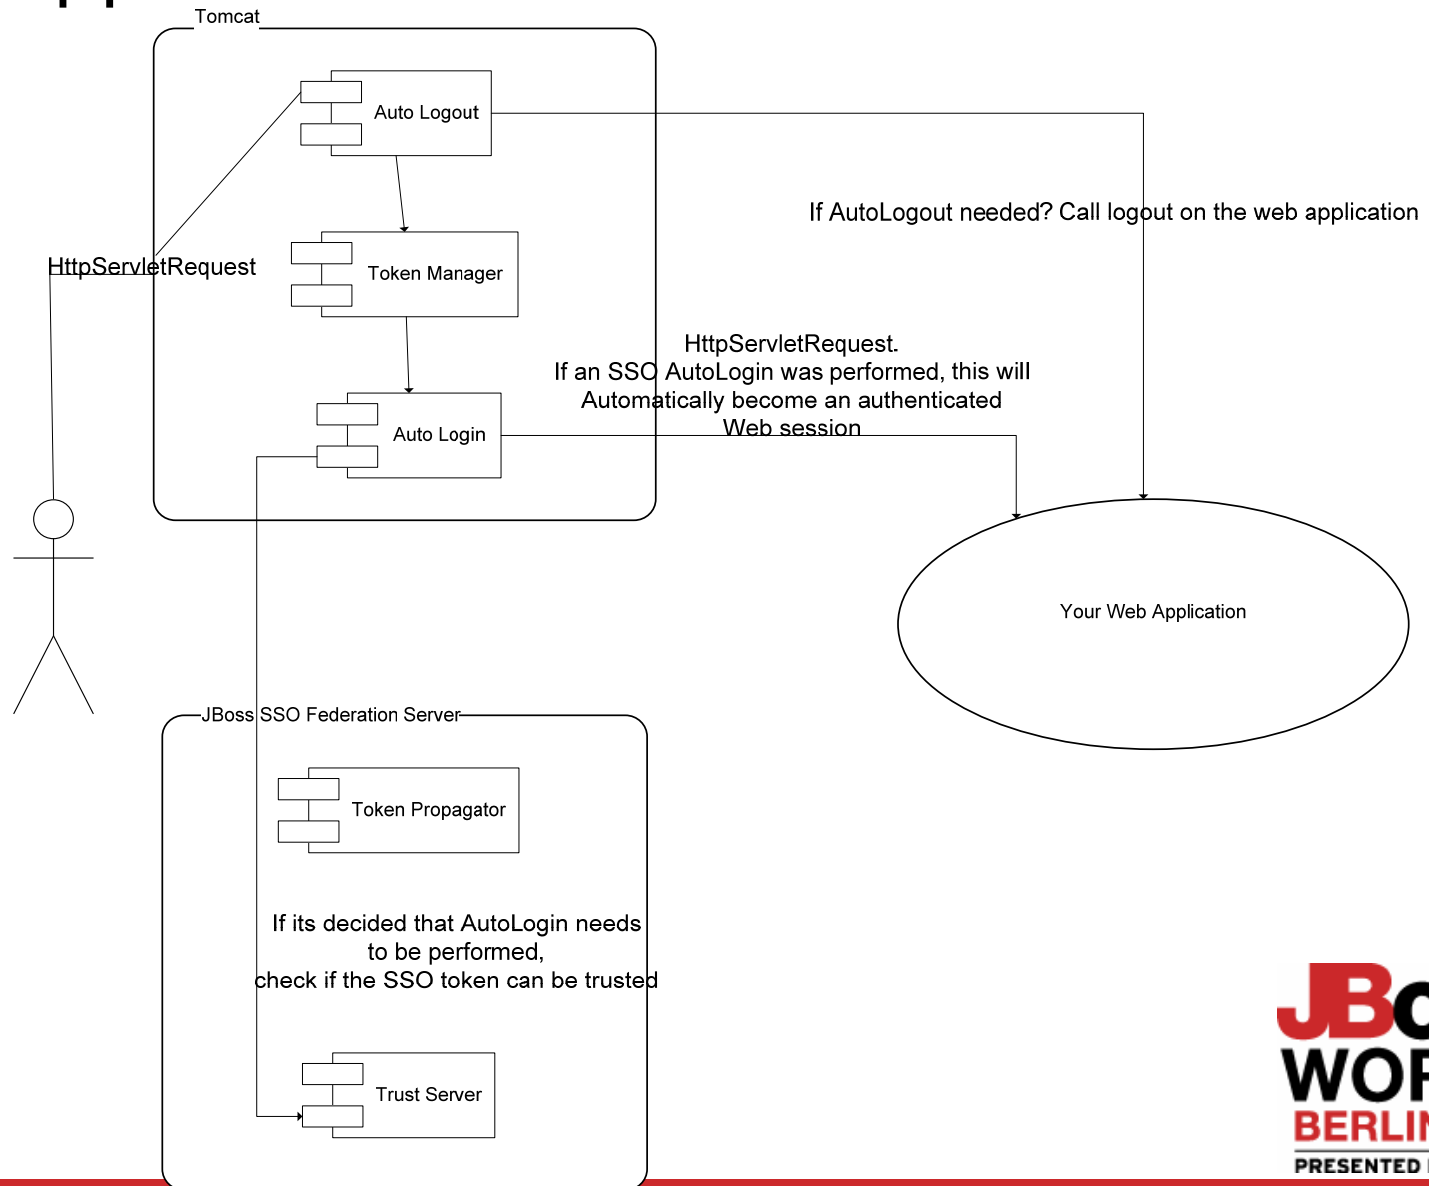 Tomcat
Auto Logout
If AutoLogout needed? Call logout on the web application
HttpServletRequest
Token Manager
HttpServletRequest.
If an SSO AutoLogin was performed, this will
Automatically become an authenticated
Web session
Auto Login
Your Web Application
JBoss SSO Federation Server
Token Propagator
If its decided that AutoLogin needs
to be performed,
check if the SSO token can be trusted
Trust Server
JBo
WOR
BERLIN
PRESENTED